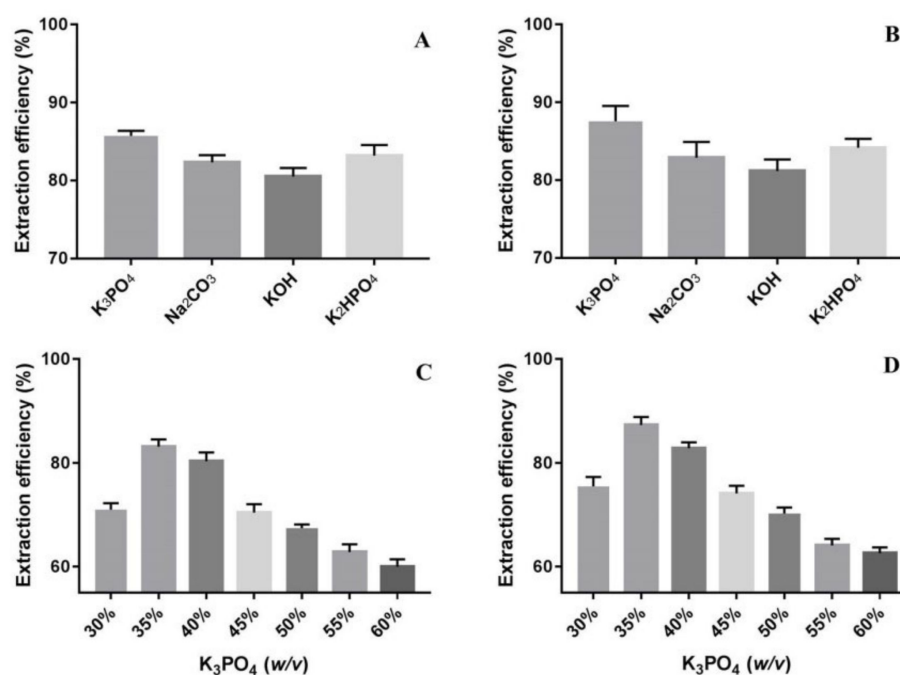 A
Extraction efficiency (%)
100
90
80
70
K₃PO₄
Na₂CO₃
KOH
K₂HPO₄
B
Extraction efficiency (%)
100
90
80
70
K₃PO₄
Na₂CO₃
KOH
K₂HPO₄
C
Extraction efficiency (%)
100
80
60
30%
35%
40%
45%
50%
55%
60%
K₃PO₄ (w/v)
D
Extraction efficiency (%)
100
80
60
30%
35%
40%
45%
50%
55%
60%
K₃PO₄ (w/v)